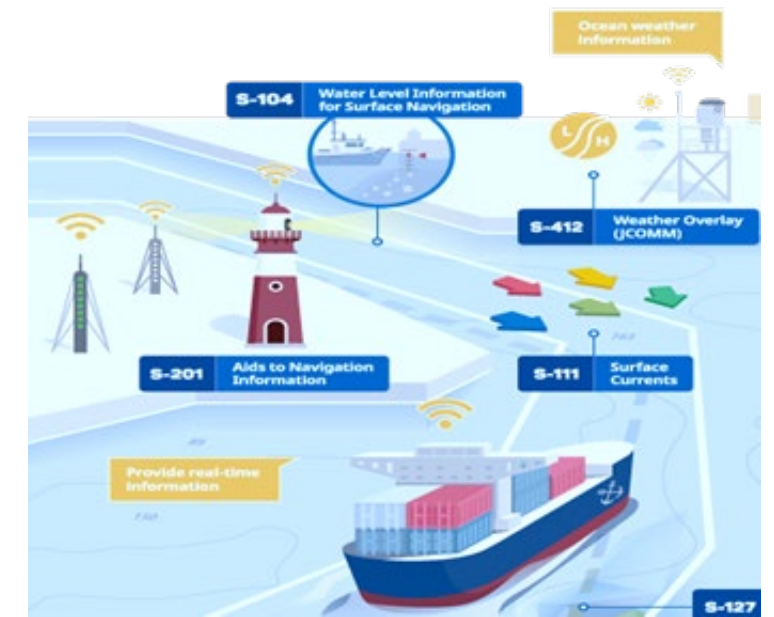 Ocean weather
information
S-104
Water Level Information
for Surface Navigation
L
H
S-412
Weather Overlay
(JCOMM)
S-201
Aids to Navigation
Information
S-111
Surface
Currents
Provide real-time
information
S-127